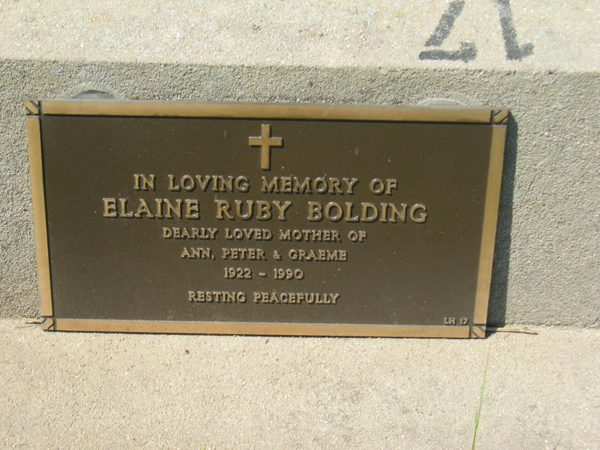 IN LOVING MEMORY OF
ELAINE RUBY BOLDING
DEARLY LOVED MOTHER OF
ANN, PETER & GRAEME
1922 - 1990
RESTING PEACEFULLY
LH 17